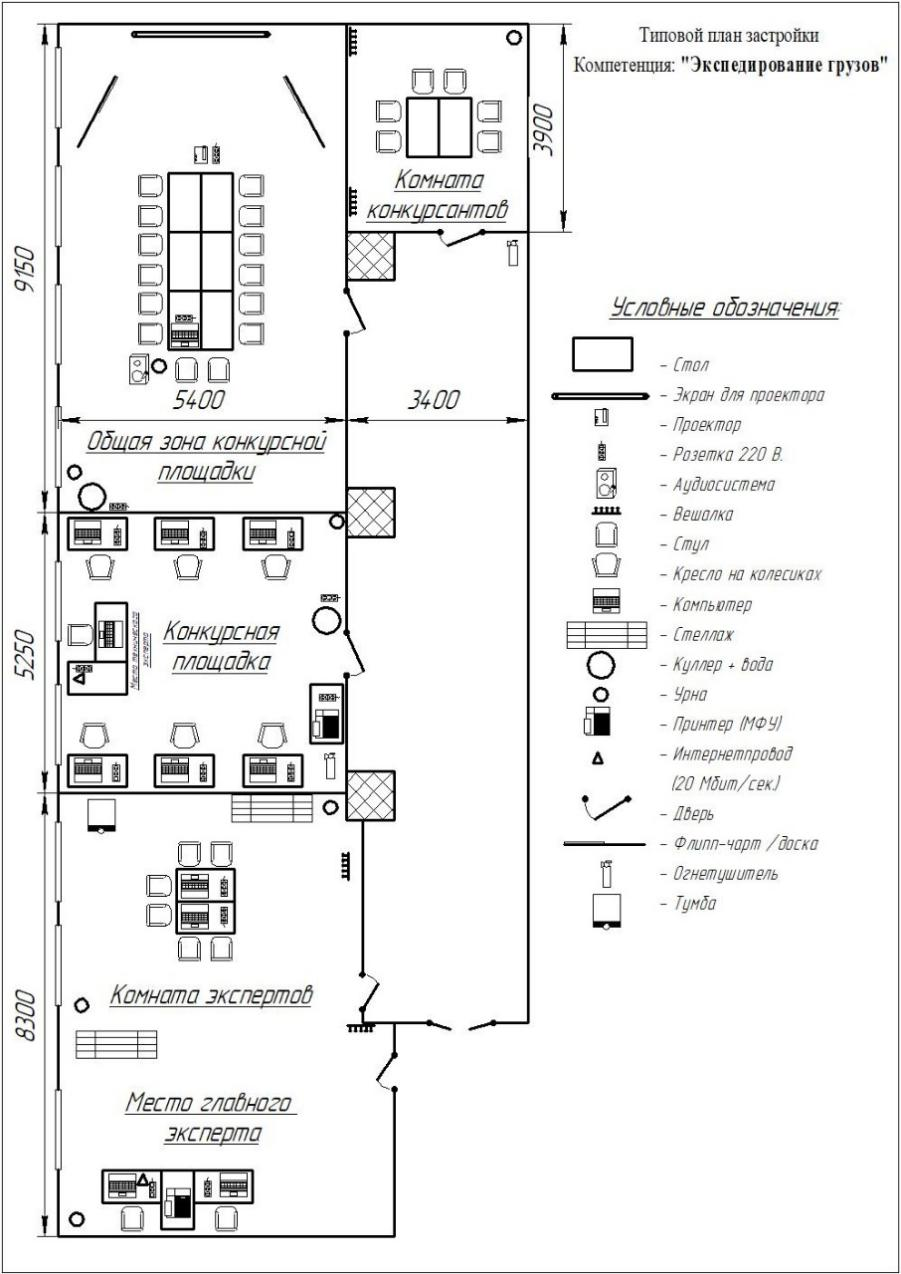 Типовой план застройки
Компетенция: "Экспедирование грузов"
3900
Комната
конкурсантов
9150
5400
3400
Общая зона конкурсной
площадки
5250
Место технического
эксперта
Конкурсная
площадка
8300
Комната экспертов
Место главного
эксперта
Условные обозначения:
- Стол
- Экран для проектора
- Проектор
- Розетка 220 В.
- Аудиосистема
- Вешалка
- Стул
- Кресло на колесиках
- Компьютер
- Стеллаж
- Куллер + вода
- Урна
- Принтер (МФУ)
- Интернетпровод
(20 Мбит/сек.)
- Дверь
- Флипп-чарт /доска
- Огнетушитель
- Тумба